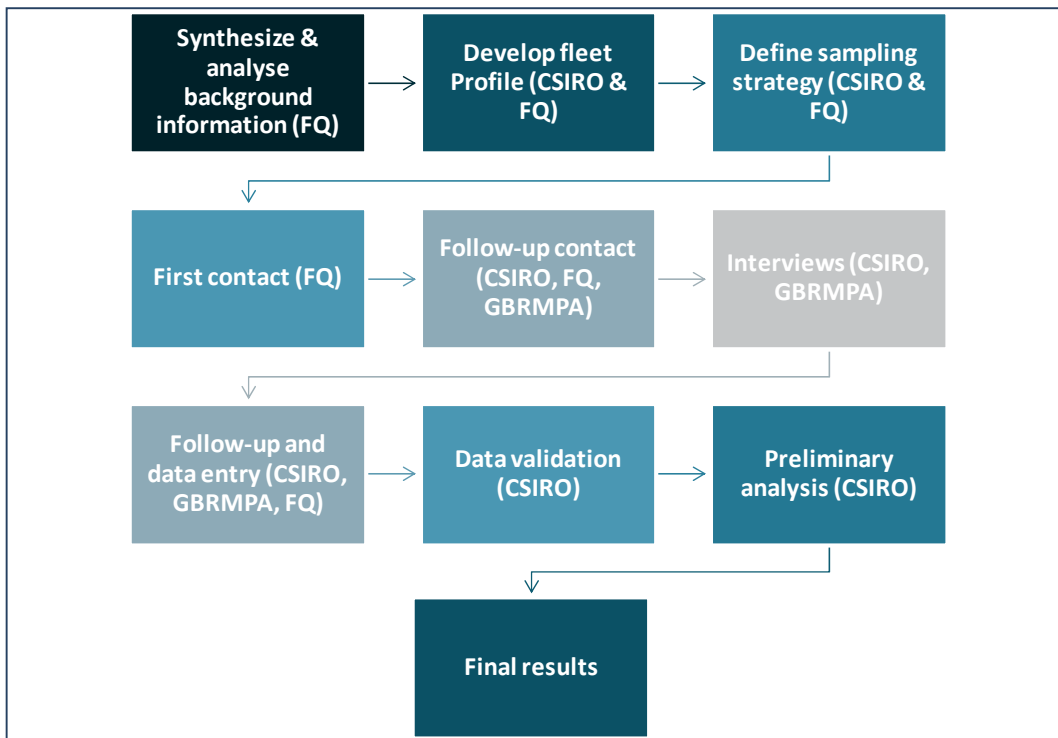 Synthesize &
analyse
background
information (FQ)
Develop fleet
Profile (CSIRO &
FQ)
Define sampling
strategy (CSIRO &
FQ)
First contact (FQ)
Follow-up contact
(CSIRO, FQ,
GBRMPA)
Interviews (CSIRO,
GBRMPA)
Follow-up and
data entry (CSIRO,
GBRMPA, FQ)
Data validation
(CSIRO)
Preliminary
analysis (CSIRO)
Final results